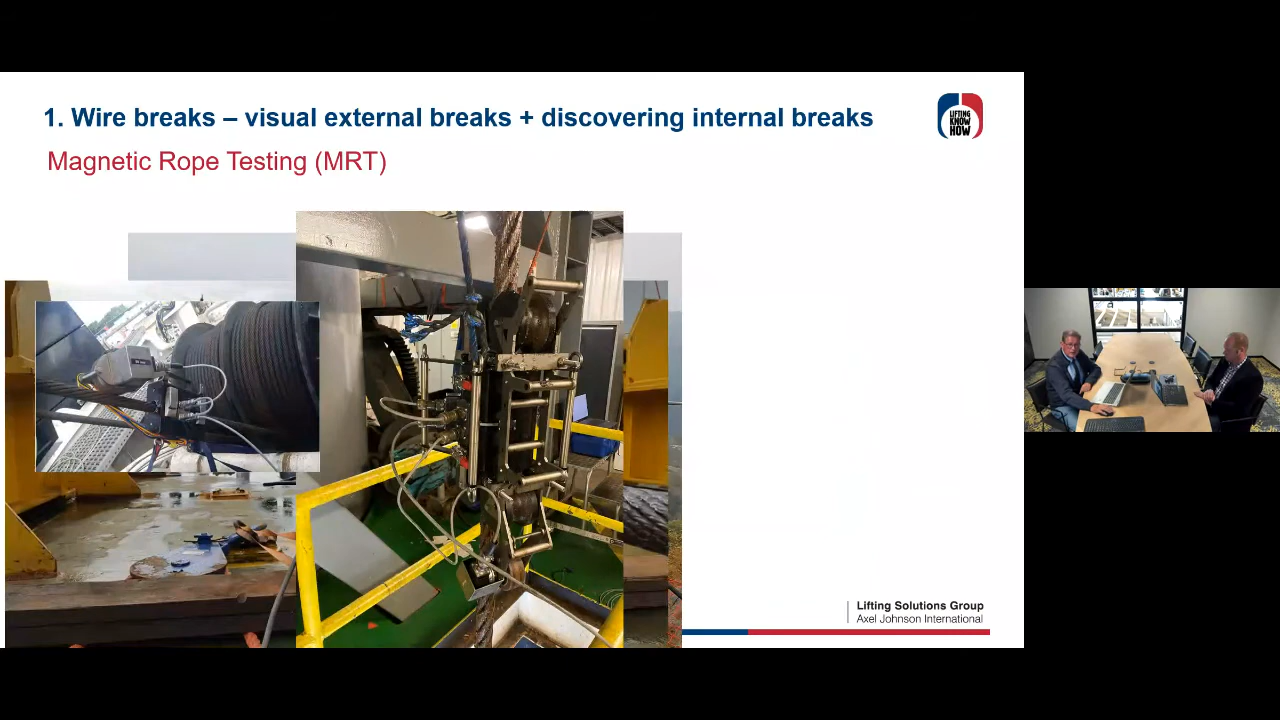 1. Wire breaks – visual external breaks + discovering internal breaks
Magnetic Rope Testing (MRT)
LIFTING
KNOW
HOW
Lifting Solutions Group
Axel Johnson International